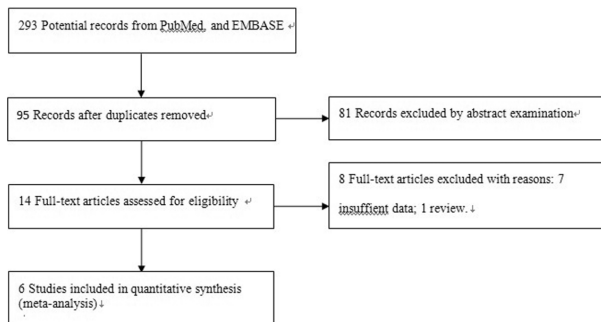 293 Potential records from PubMed, and EMBASE
95 Records after duplicates removed
81 Records excluded by abstract examination
14 Full-text articles assessed for eligibility
8 Full-text articles excluded with reasons: 7
insuffient data; 1 review.
6 Studies included in quantitative synthesis
(meta-analysis)